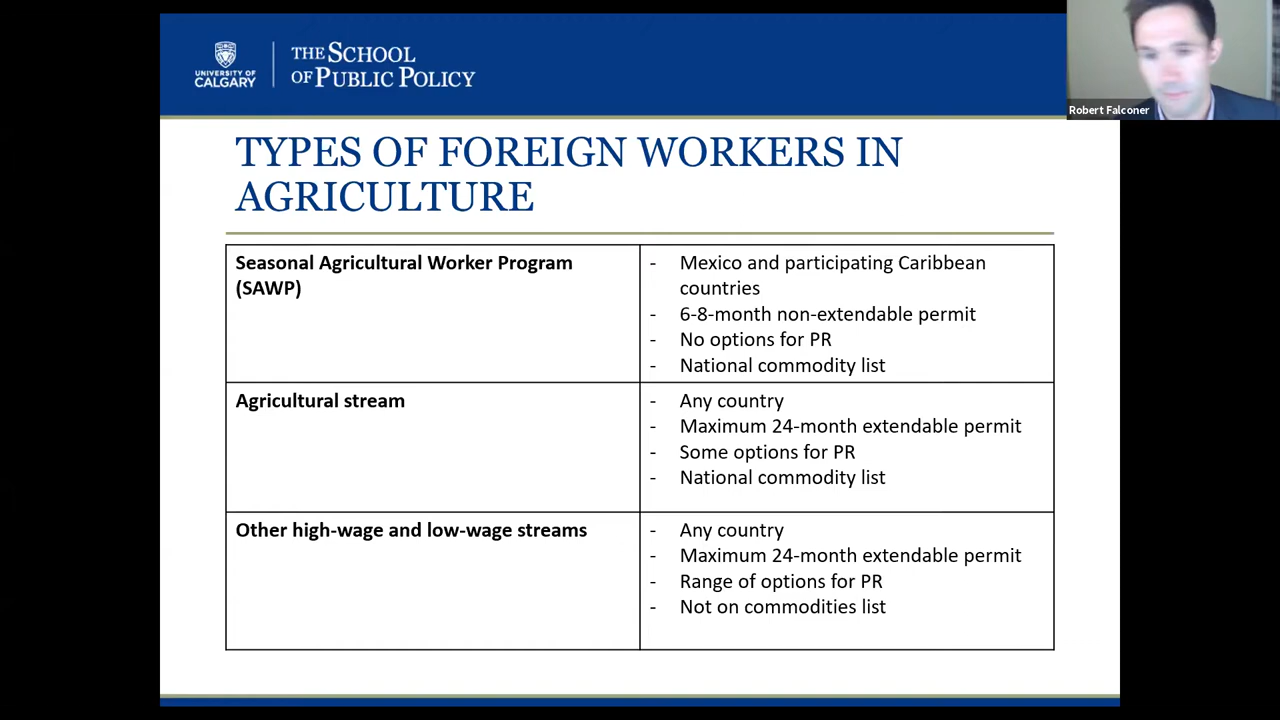 UNIVERSITY OF
CALGARY
THE SCHOOL
OF PUBLIC POLICY
Robert Falconer
TYPES OF FOREIGN WORKERS IN
AGRICULTURE
Seasonal Agricultural Worker Program
(SAWP)
- Mexico and participating Caribbean
countries
- 6-8-month non-extendable permit
- No options for PR
- National commodity list
Agricultural stream
- Any country
- Maximum 24-month extendable permit
- Some options for PR
- National commodity list
Other high-wage and low-wage streams
- Any country
- Maximum 24-month extendable permit
- Range of options for PR
- Not on commodities list